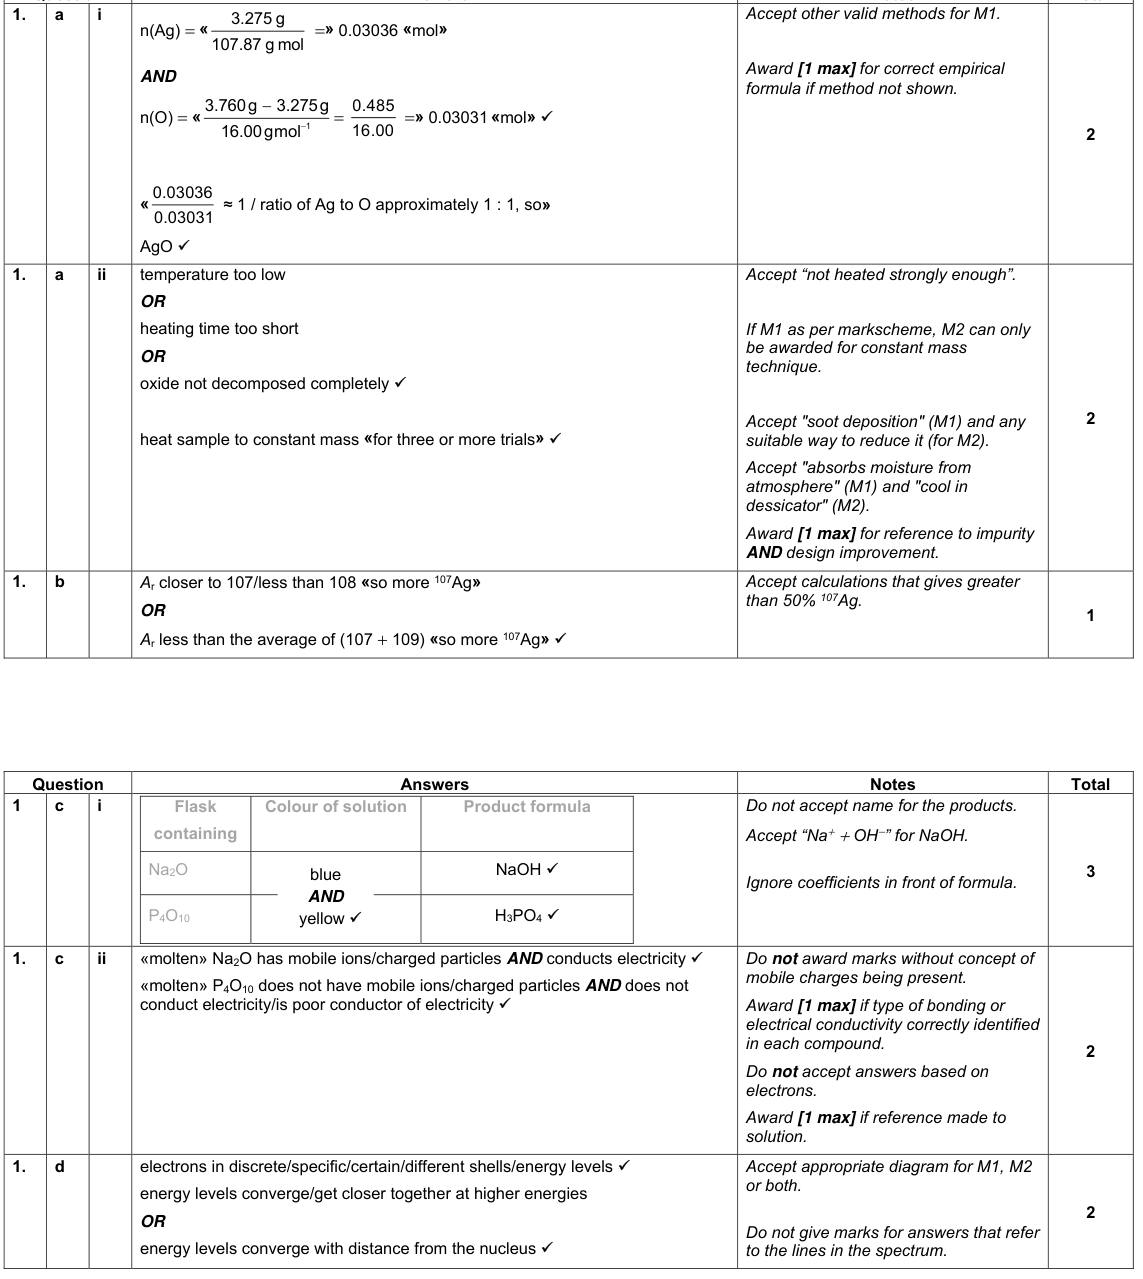 1. a i
n(Ag) = « 3.275 g / 107.87 g mol =» 0.03036 «mol»
AND
n(O) = « 3.760 g − 3.275 g / 16.00 g mol⁻¹ = 0.485 / 16.00 =» 0.03031 «mol» ✓
« 0.03036 / 0.03031 ≈ 1 / ratio of Ag to O approximately 1 : 1, so»
AgO ✓
Accept other valid methods for M1.
Award [1 max] for correct empirical
formula if method not shown.
2
1. a ii
temperature too low
OR
heating time too short
OR
oxide not decomposed completely ✓
heat sample to constant mass «for three or more trials» ✓
Accept “not heated strongly enough”.
If M1 as per markscheme, M2 can only
be awarded for constant mass
technique.
Accept "soot deposition" (M1) and any
suitable way to reduce it (for M2).
Accept "absorbs moisture from
atmosphere" (M1) and "cool in
dessicator" (M2).
Award [1 max] for reference to impurity
AND design improvement.
2
1. b
Aᵣ closer to 107/less than 108 «so more ¹⁰⁷Ag»
OR
Aᵣ less than the average of (107 + 109) «so more ¹⁰⁷Ag» ✓
Accept calculations that gives greater
than 50% ¹⁰⁷Ag.
1
Question Answers Notes Total
1 c i
Flask
containing
Colour of solution
Product formula
Na₂O
blue
AND
yellow ✓
NaOH ✓
P₄O₁₀
H₃PO₄ ✓
Do not accept name for the products.
Accept “Na⁺ + OH⁻” for NaOH.
Ignore coefficients in front of formula.
3
1. c ii
«molten» Na₂O has mobile ions/charged particles AND conducts electricity ✓
«molten» P₄O₁₀ does not have mobile ions/charged particles AND does not
conduct electricity/is poor conductor of electricity ✓
Do not award marks without concept of
mobile charges being present.
Award [1 max] if type of bonding or
electrical conductivity correctly identified
in each compound.
Do not accept answers based on
electrons.
Award [1 max] if reference made to
solution.
2
1. d
electrons in discrete/specific/certain/different shells/energy levels ✓
energy levels converge/get closer together at higher energies
OR
energy levels converge with distance from the nucleus ✓
Accept appropriate diagram for M1, M2
or both.
Do not give marks for answers that refer
to the lines in the spectrum.
2